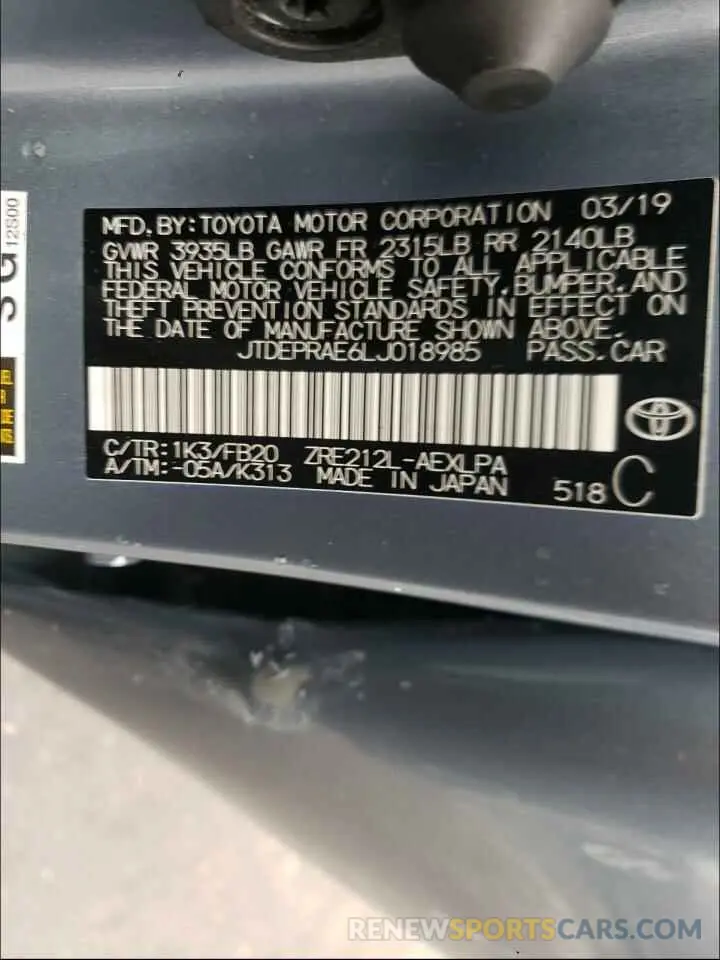 MFD. BY: TOYOTA MOTOR CORPORATION 03/19
GVWR 3935LB GAWR FR 2315LB RR 2140LB
THIS VEHICLE CONFORMS TO ALL APPLICABLE
FEDERAL MOTOR VEHICLE SAFETY, BUMPER, AND
THEFT PREVENTION STANDARDS IN EFFECT ON
THE DATE OF MANUFACTURE SHOWN ABOVE.
JTDEPRAE6LJ018985 PASS.CAR
C/TR: 1K3/FB20 ZRE212L-AEXLPA
A/TM: -05A/K313 MADE IN JAPAN
518 C
12S00
RENEWSPORTSCARS.COM